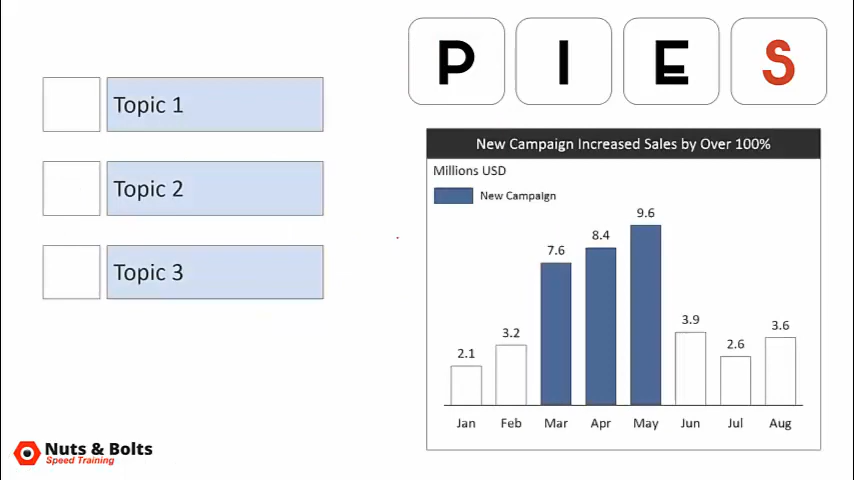 P I E S
Topic 1
Topic 2
Topic 3
New Campaign Increased Sales by Over 100%
Millions USD
New Campaign
9.6
8.4
7.6
3.9
3.6
3.2
2.6
2.1
Jan Feb Mar Apr May Jun Jul Aug
Nuts & Bolts
Speed Training